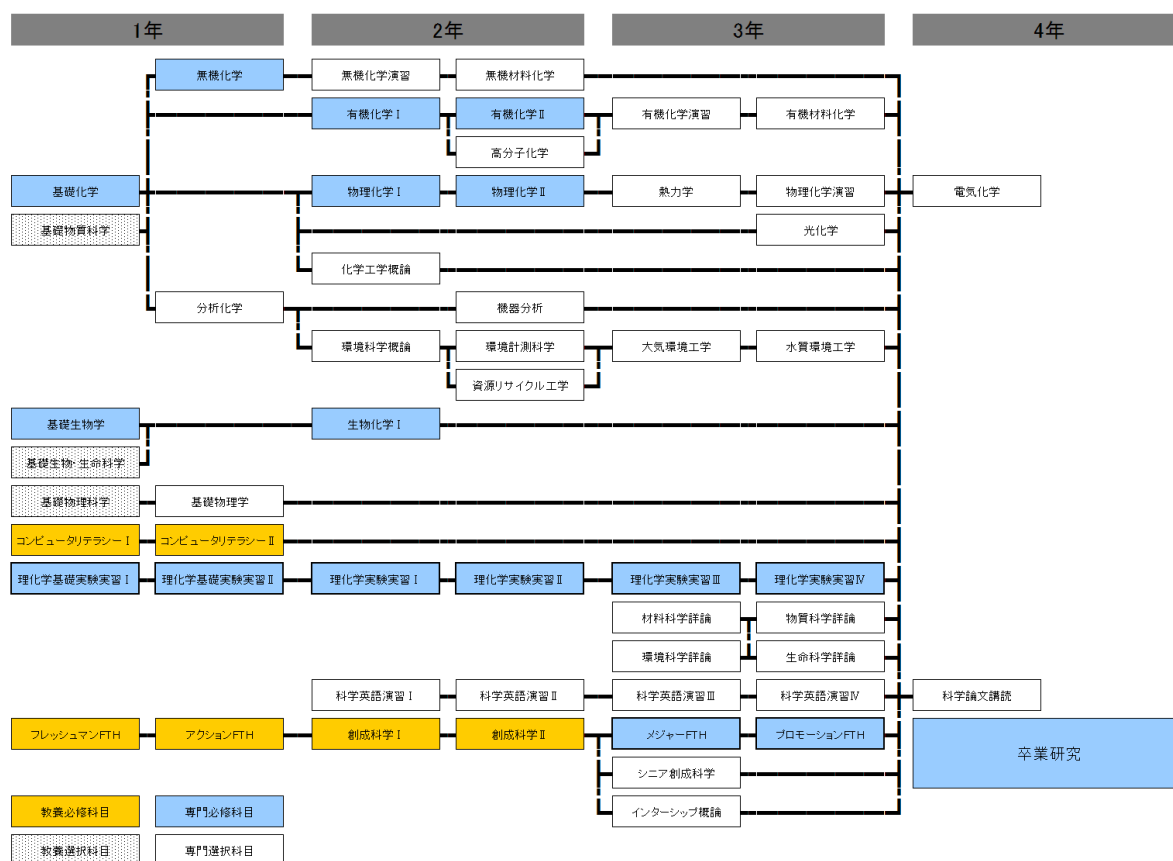 1年 2年 3年 4年
無機化学 無機化学演習 無機材料化学
有機化学Ⅰ 有機化学Ⅱ 有機化学演習 有機材料化学
高分子化学
基礎化学 物理化学Ⅰ 物理化学Ⅱ 熱力学 物理化学演習 電気化学
基礎物質科学 光化学
化学工学概論
分析化学 機器分析
環境科学概論 環境計測科学 大気環境工学 水質環境工学
資源リサイクル工学
基礎生物学 生物化学Ⅰ
基礎生物・生命科学
基礎物理科学 基礎物理学
コンピュータリテラシーⅠ コンピュータリテラシーⅡ
理化学基礎実験実習Ⅰ 理化学基礎実験実習Ⅱ 理化学実験実習Ⅰ 理化学実験実習Ⅱ 理化学実験実習Ⅲ 理化学実験実習Ⅳ
材料科学詳論 物質科学詳論
環境科学詳論 生命科学詳論
科学英語演習Ⅰ 科学英語演習Ⅱ 科学英語演習Ⅲ 科学英語演習Ⅳ 科学論文講読
フレッシュマンFTH アクションFTH 創成科学Ⅰ 創成科学Ⅱ メジャーFTH プロモーションFTH 卒業研究
シニア創成科学
インターシップ概論
教養必修科目 専門必修科目
教養選択科目 専門選択科目